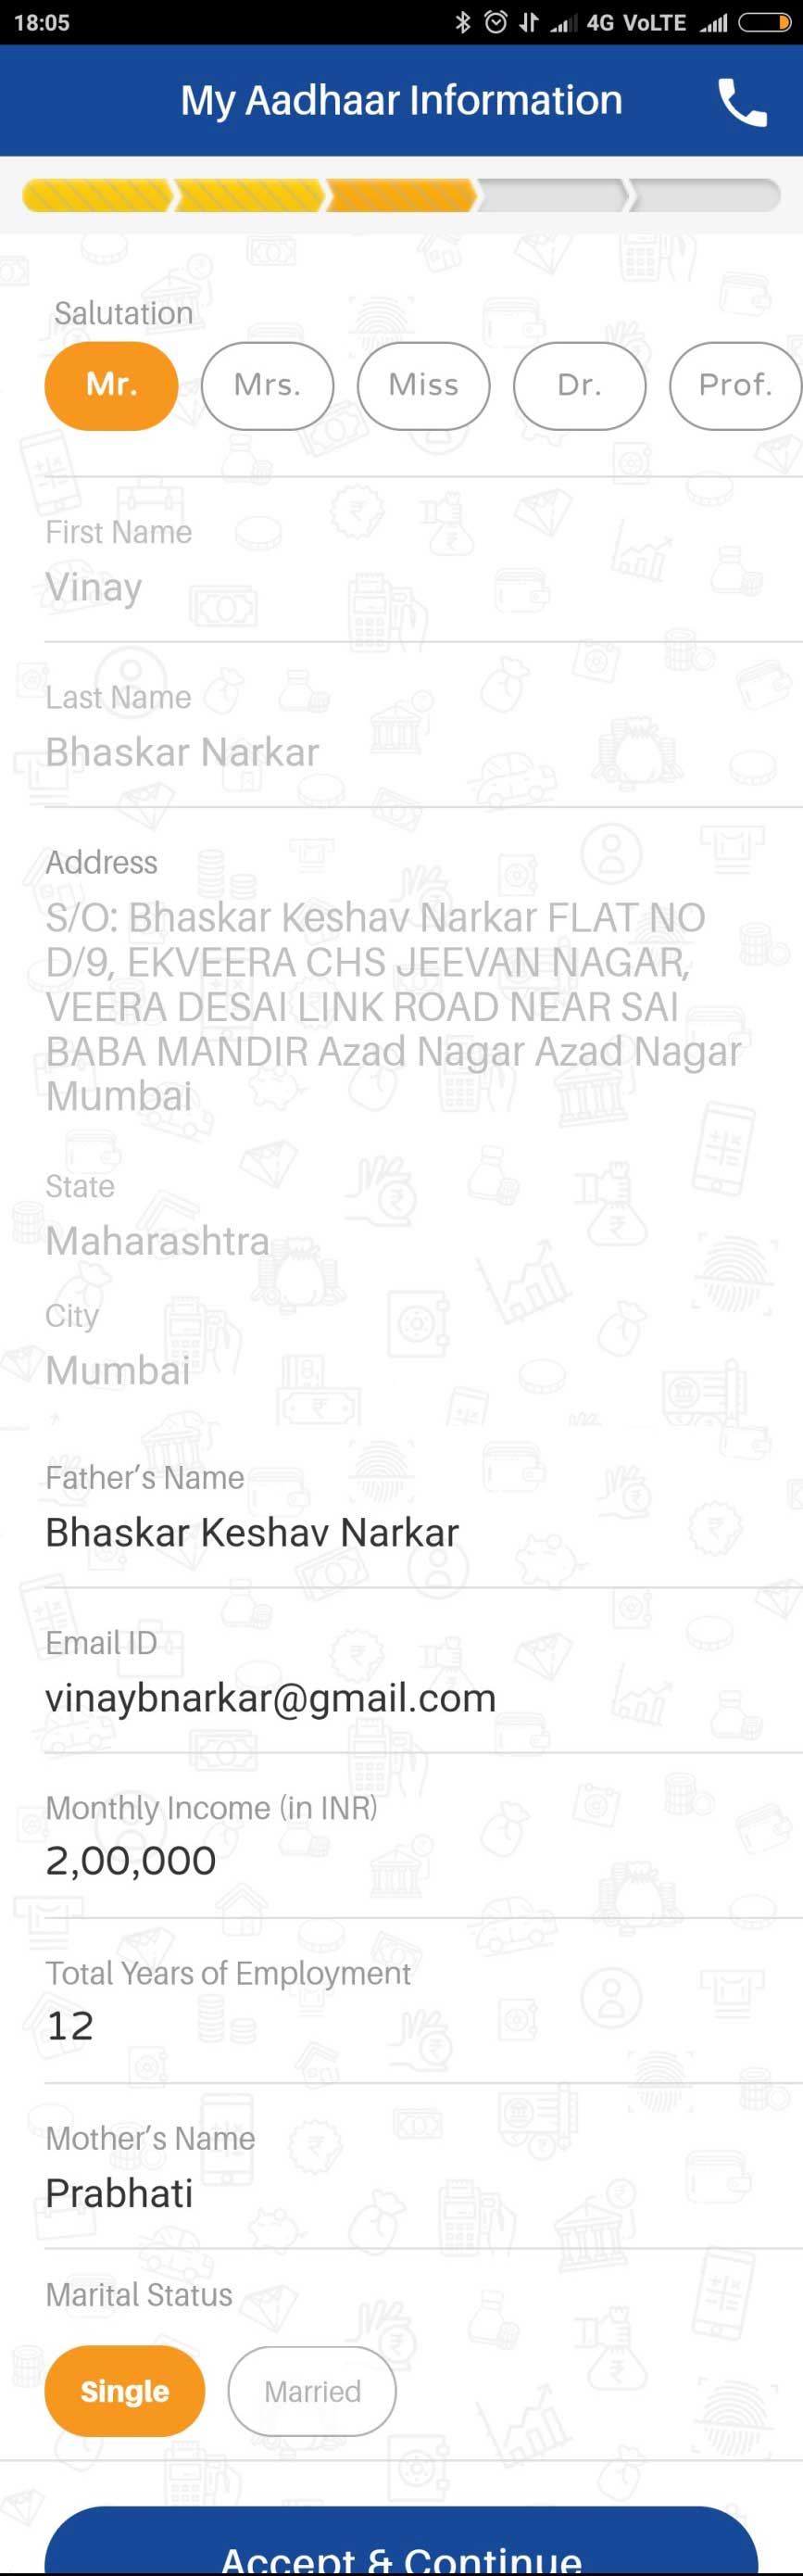 18:05
4G VoLTE
My Aadhaar Information
Salutation
Mr. Mrs. Miss Dr. Prof.
First Name
Vinay
Last Name
Bhaskar Narkar
Address
S/O: Bhaskar Keshav Narkar FLAT NO
D/9, EKVEERA CHS JEEVAN NAGAR,
VEERA DESAI LINK ROAD NEAR SAI
BABA MANDIR Azad Nagar Azad Nagar
Mumbai
State
Maharashtra
City
Mumbai
Father's Name
Bhaskar Keshav Narkar
Email ID
vinaybnarkar@gmail.com
Monthly Income (in INR)
2,00,000
Total Years of Employment
12
Mother's Name
Prabhati
Marital Status
Single Married
Accept & Continue